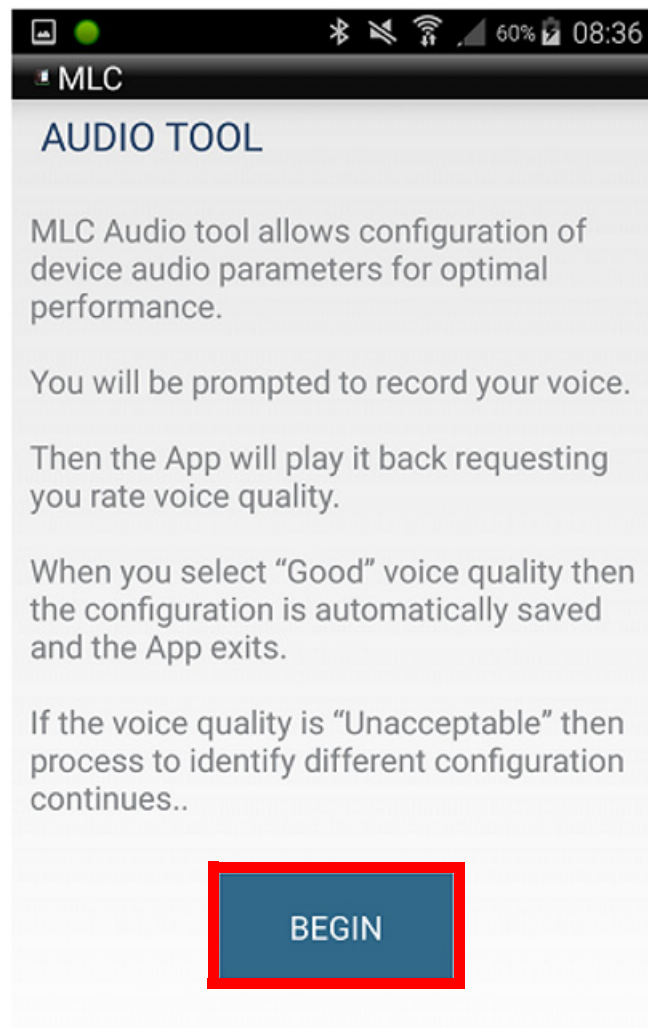 60% 08:36
MLC
AUDIO TOOL
MLC Audio tool allows configuration of
device audio parameters for optimal
performance.
You will be prompted to record your voice.
Then the App will play it back requesting
you rate voice quality.
When you select “Good” voice quality then
the configuration is automatically saved
and the App exits.
If the voice quality is “Unacceptable” then
process to identify different configuration
continues..
BEGIN